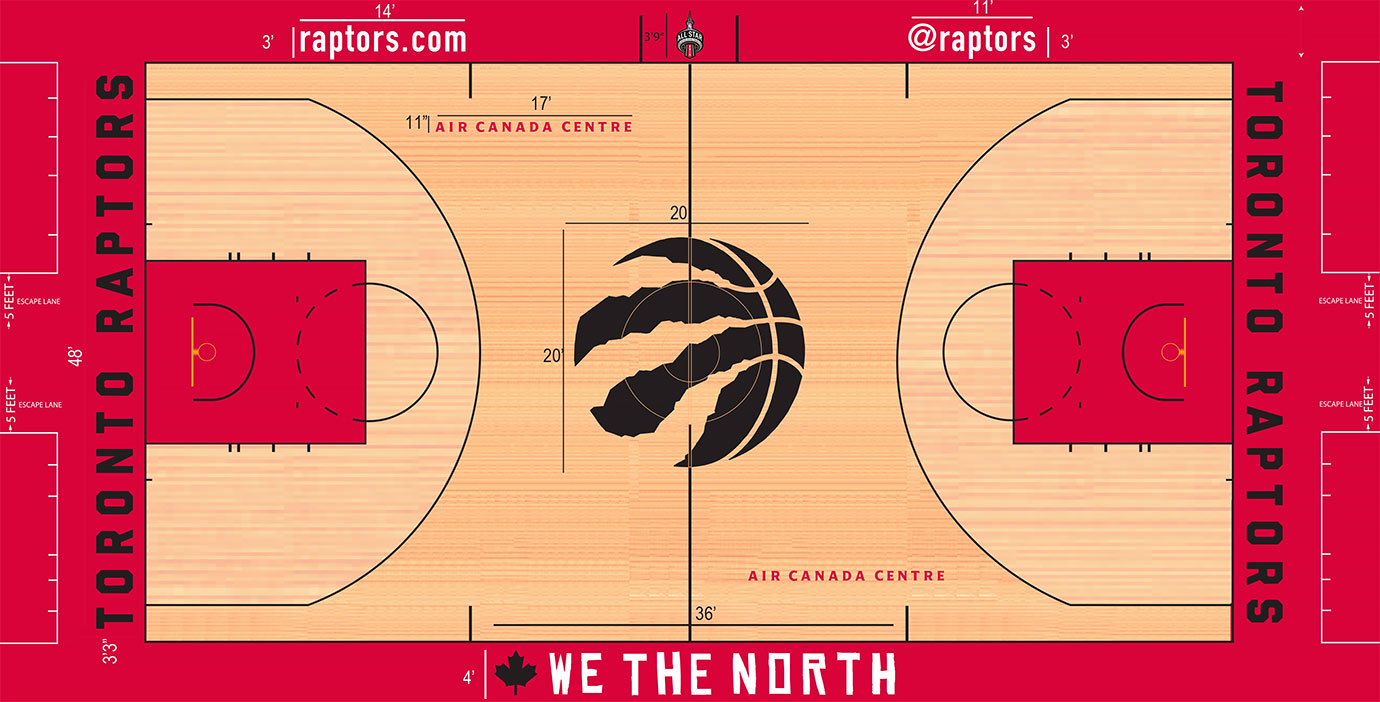 14’
11’
3’
raptors.com
3’9”
ALL STAR
@raptors
3’
17’
11”
AIR CANADA CENTRE
TORONTO RAPTORS
TORONTO RAPTORS
20
20’
5 FEET
ESCAPE LANE
ESCAPE LANE
5 FEET
48’
5 FEET
ESCAPE LANE
ESCAPE LANE
5 FEET
AIR CANADA CENTRE
36’
3’3”
4’
WE THE NORTH